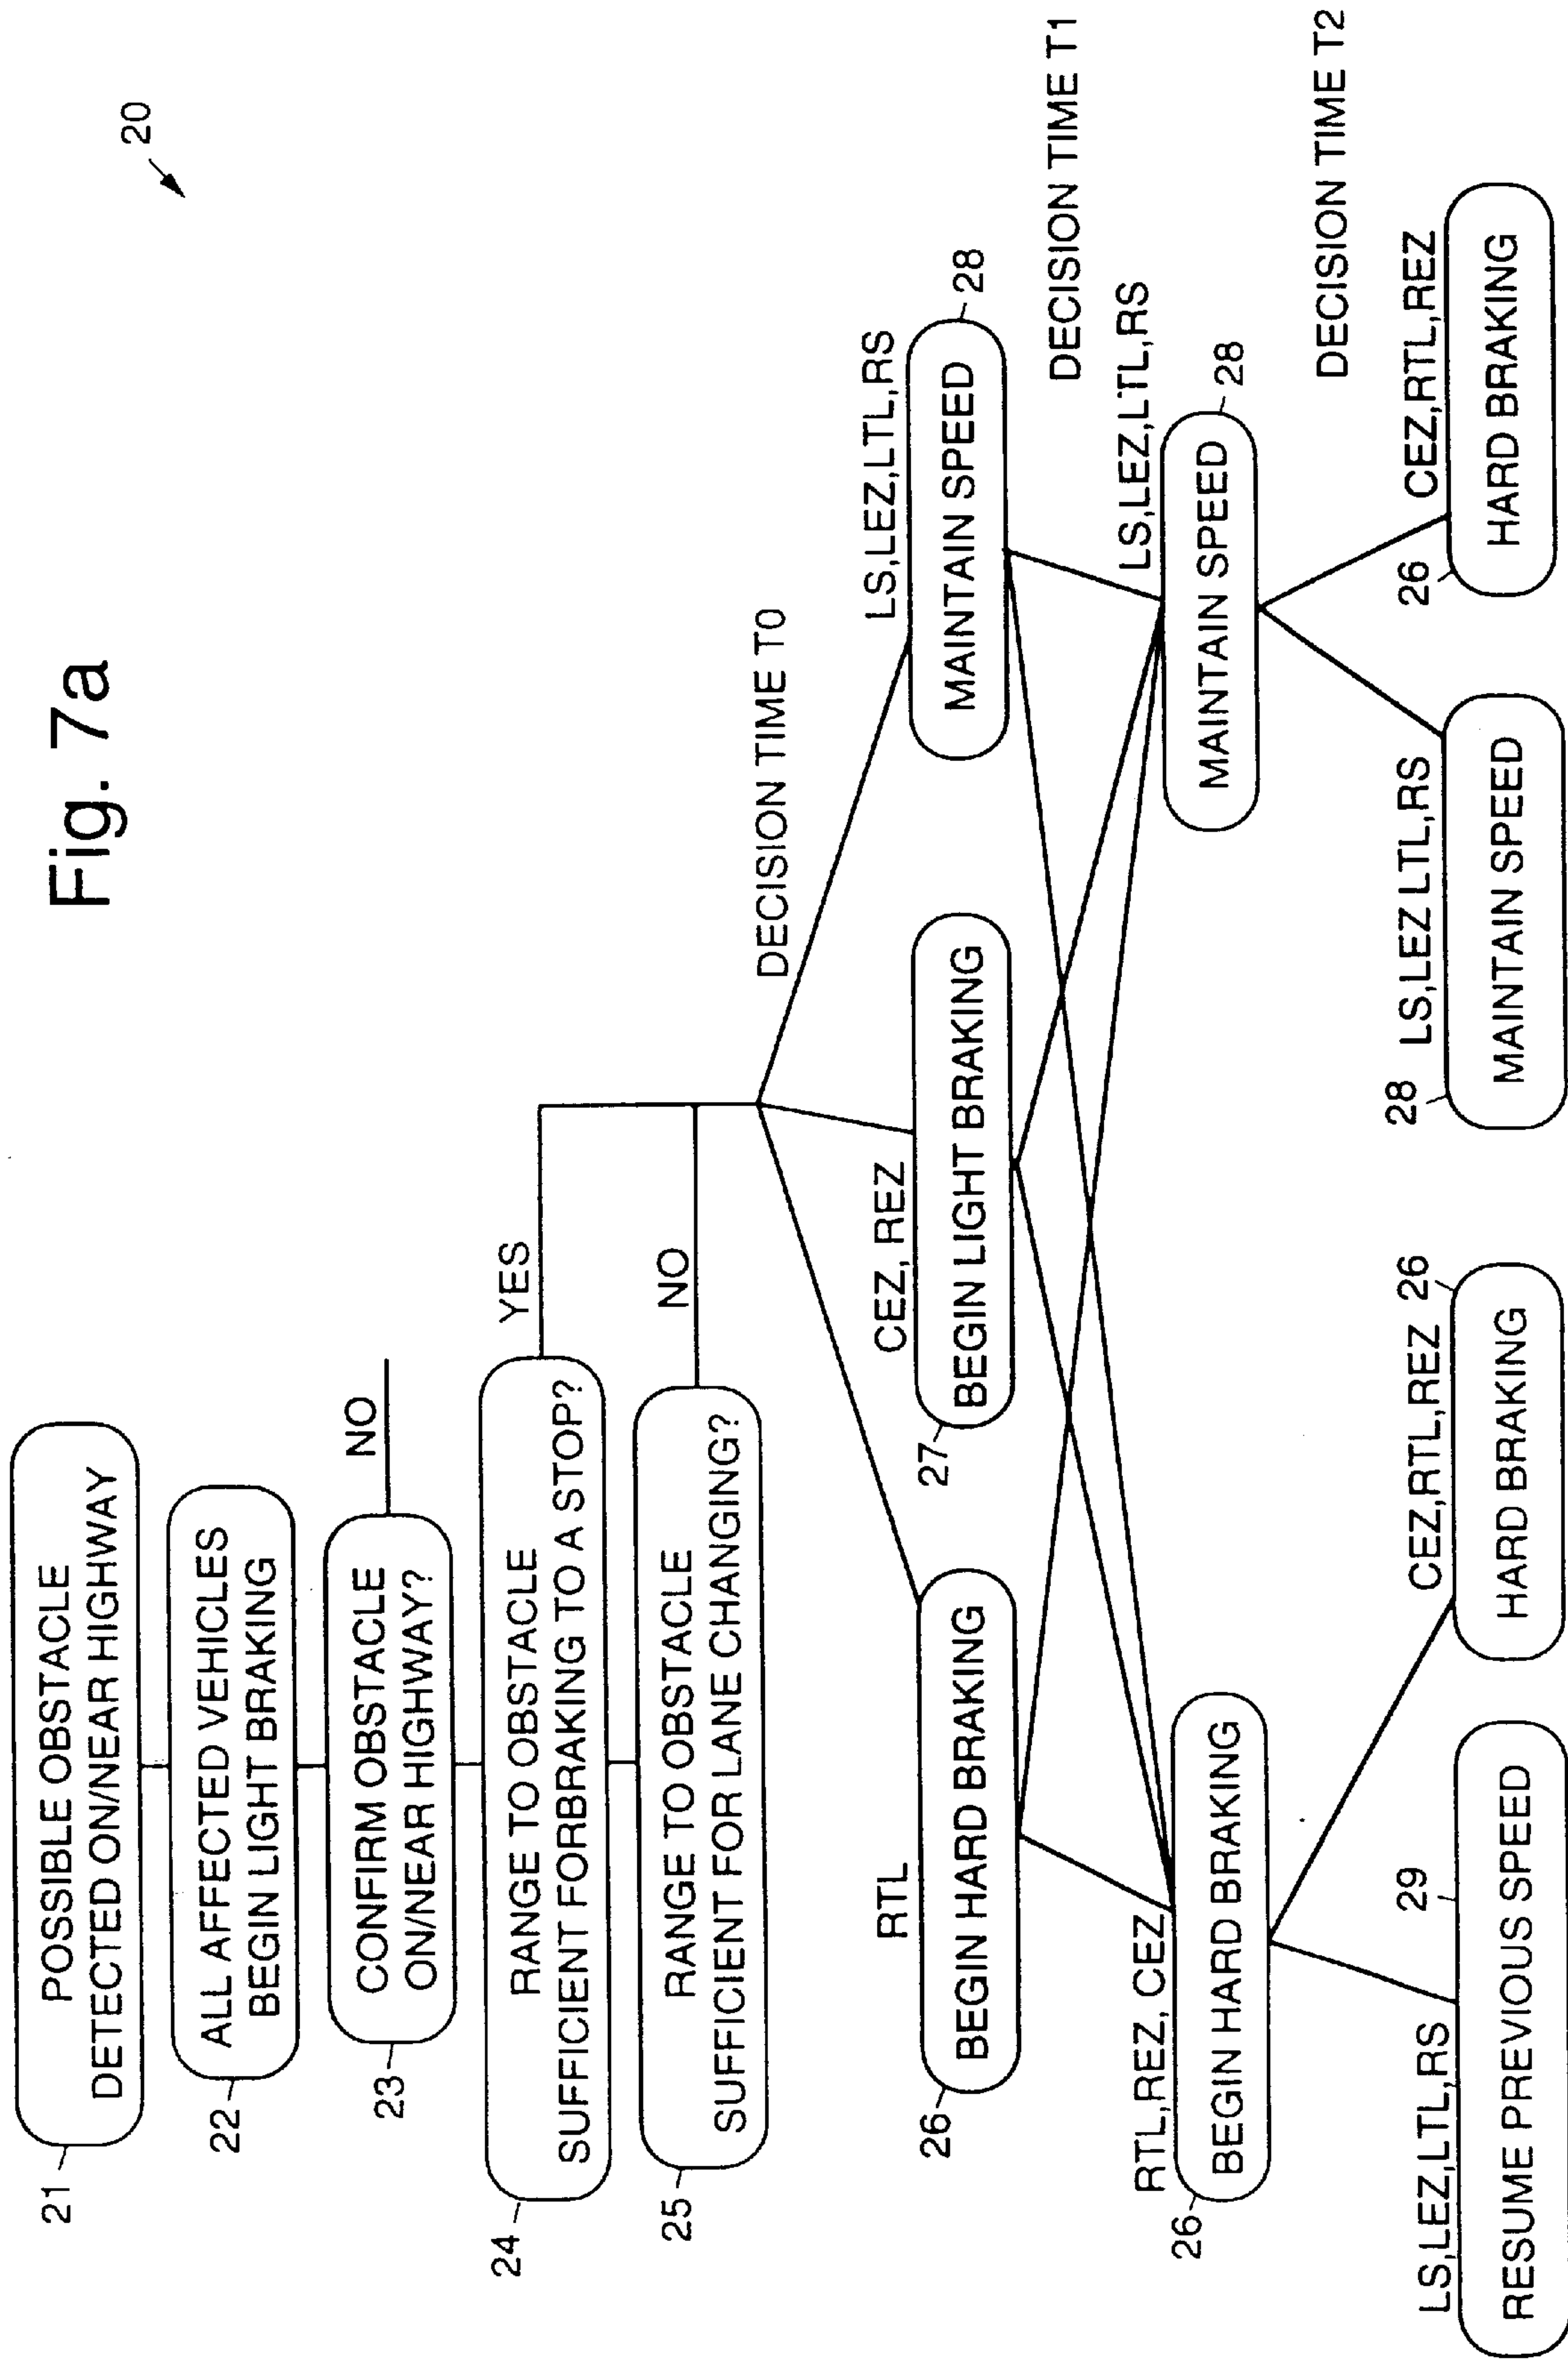 Fig. 7a
20
21
POSSIBLE OBSTACLE
DETECTED ON/NEAR HIGHWAY
22
ALL AFFECTED VEHICLES
BEGIN LIGHT BRAKING
23
CONFIRM OBSTACLE
ON/NEAR HIGHWAY?
NO
24
RANGE TO OBSTACLE
SUFFICIENT FORBRAKING TO A STOP?
YES
25
RANGE TO OBSTACLE
SUFFICIENT FOR LANE CHANGING?
NO
DECISION TIME T0
RTL
26
BEGIN HARD BRAKING
CEZ, REZ
27
BEGIN LIGHT BRAKING
LS,LEZ,LTL,RS
MAINTAIN SPEED
28
DECISION TIME T1
RTL,REZ, CEZ
26
BEGIN HARD BRAKING
LS,LEZ,LTL,RS
MAINTAIN SPEED
28
DECISION TIME T2
LS,LEZ,LTL,RS
29
RESUME PREVIOUS SPEED
CEZ,RTL,REZ
26
HARD BRAKING
28
LS,LEZ LTL,RS
MAINTAIN SPEED
26
CEZ,RTL,REZ
HARD BRAKING